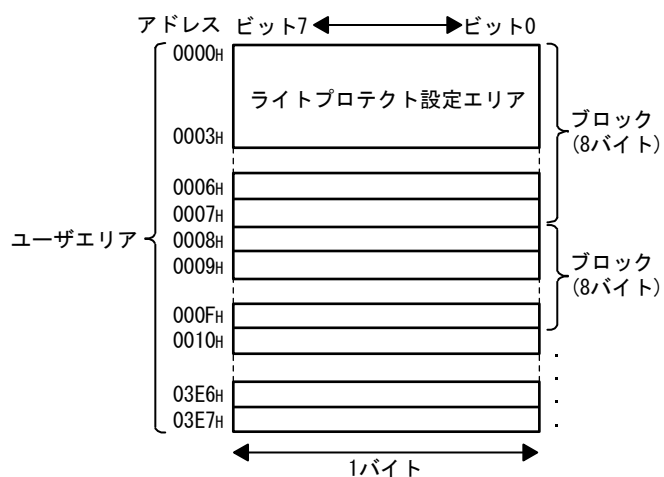 アドレス ビット7 ビット0
0000H
ライトプロテクト設定エリア
0003H
ブロック
(8バイト)
0006H
0007H
ユーザエリア
0008H
0009H
ブロック
(8バイト)
000FH
0010H
03E6H
03E7H
1バイト